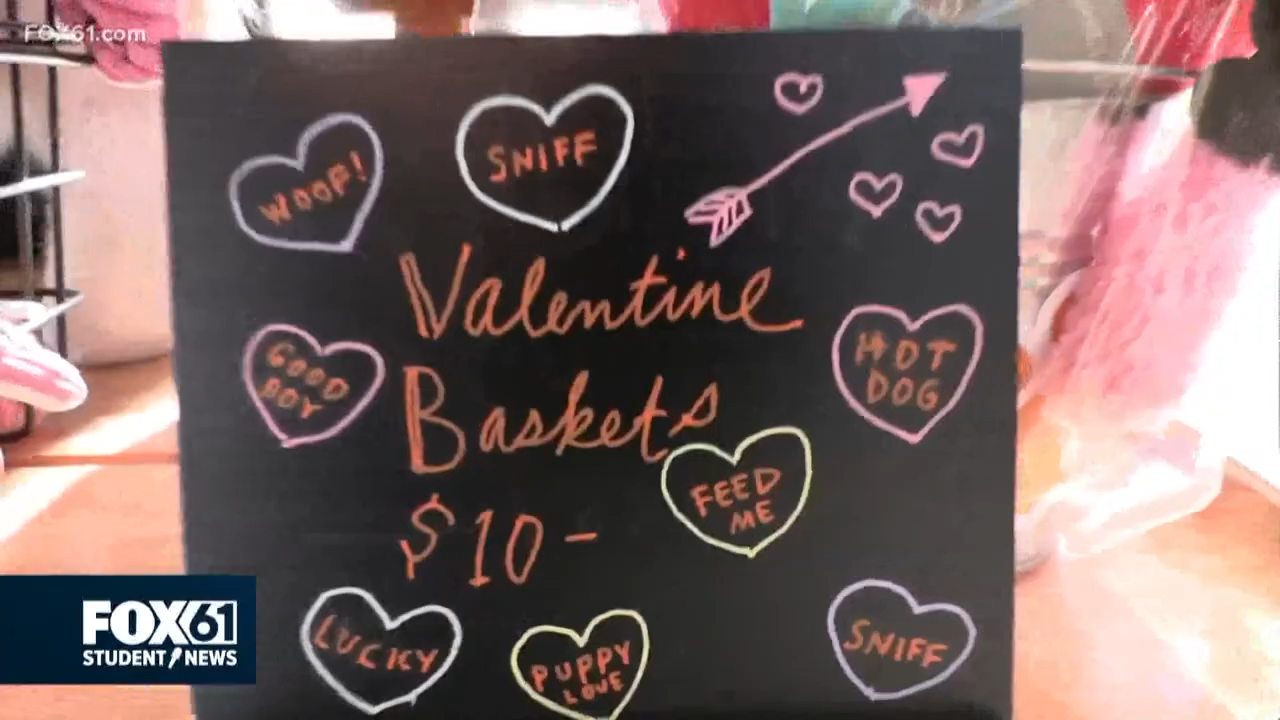 FOX61.com
WOOF!
SNIFF
Valentine
Baskets
$10-
GOOD
BOY
HOT
DOG
FEED
ME
LUCKY
PUPPY
LOVE
SNIFF
FOX61
STUDENT NEWS